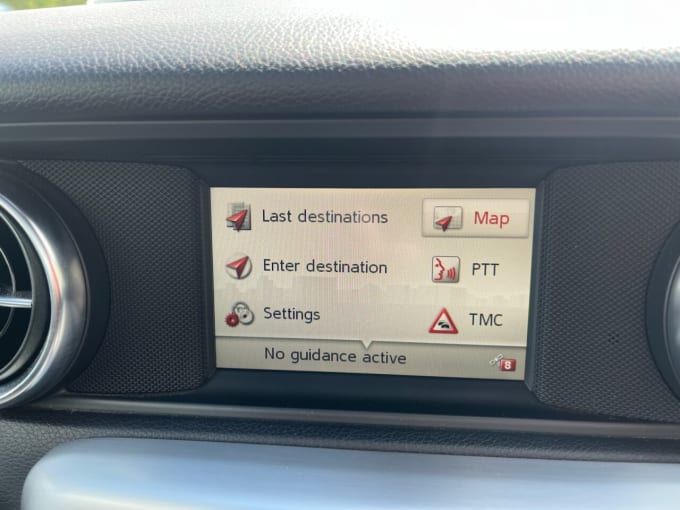 Last destinations
Map
Enter destination
PTT
Settings
TMC
No guidance active
8